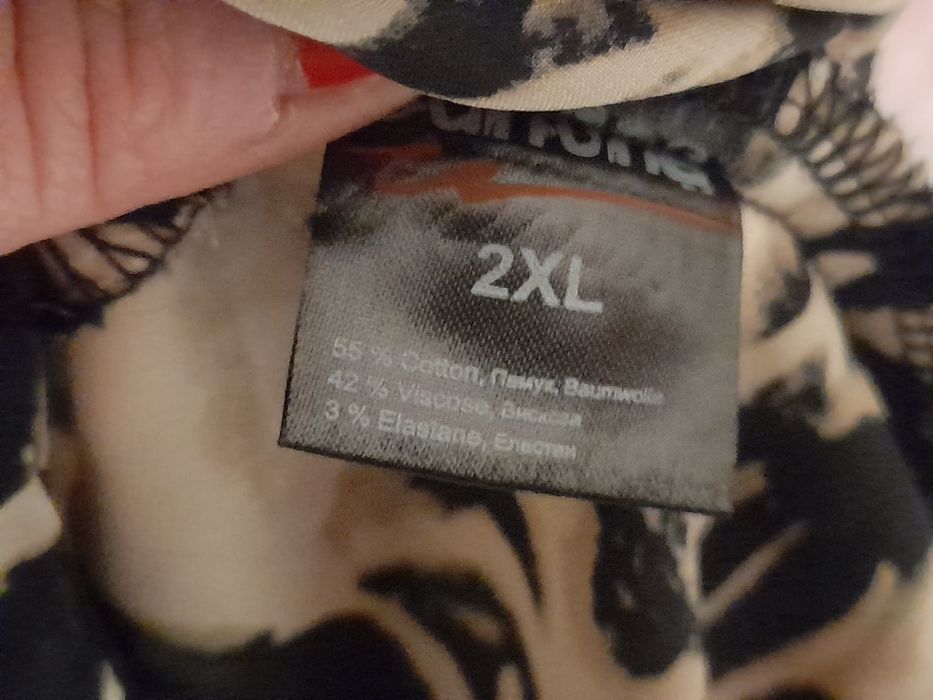 2XL
55 % Cotton, Памук, Baumwolle
42 % Viscose, Вискоза
3 % Elastane, Еластан